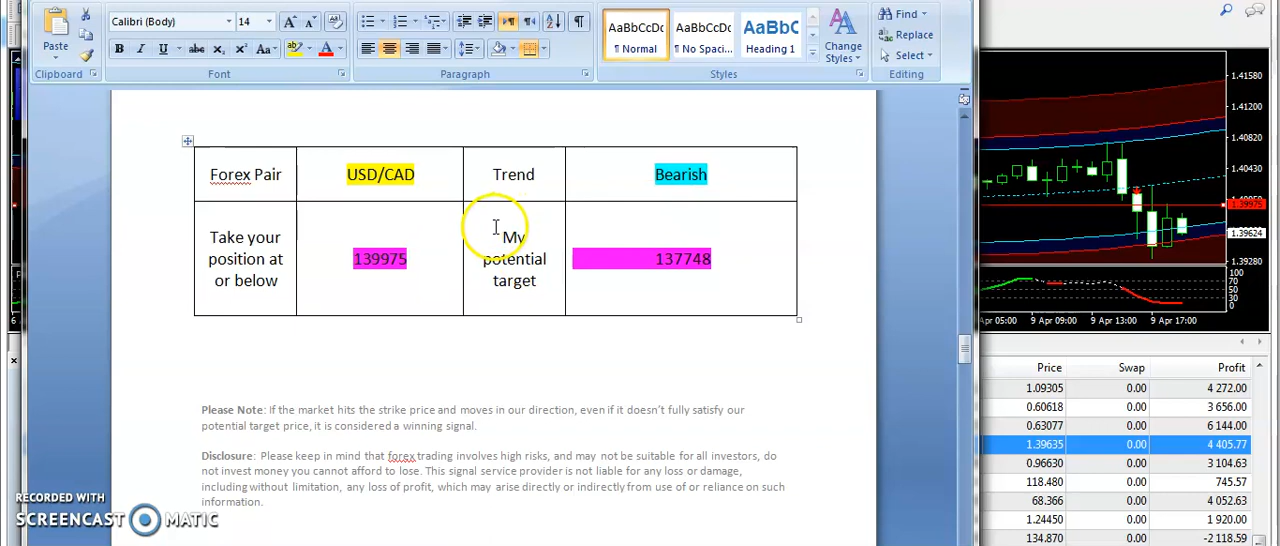 Calibri (Body)
14
Paste
B I U abc x₂ x² Aa
AaBbCcDc
AaBbCcDc
AaBbC
¶ Normal
¶ No Spaci...
Heading 1
Change
Styles
Find
Replace
Select
Clipboard
Font
Paragraph
Styles
Editing
Forex Pair
USD/CAD
Trend
Bearish
Take your
position at
or below
139975
My
potential
target
137748
Please Note: If the market hits the strike price and moves in our direction, even if it doesn't fully satisfy our
potential target price, it is considered a winning signal.
Disclosure: Please keep in mind that forex trading involves high risks, and may not be suitable for all investors, do
not invest money you cannot afford to lose. This signal service provider is not liable for any loss or damage,
including without limitation, any loss of profit, which may arise directly or indirectly from use of or reliance on such
information.
RECORDED WITH
SCREENCAST MATIC
1.41580
1.41200
1.40820
1.40430
1.39975
1.39624
1.39280
100
70
50
30
0
Apr 05:00 9 Apr 09:00 9 Apr 13:00 9 Apr 17:00
Price Swap Profit
1.09305 0.00 4 272.00
0.60618 0.00 3 656.00
0.63077 0.00 6 144.00
1.39635 0.00 4 405.77
0.96630 0.00 3 104.63
118.480 0.00 745.57
68.366 0.00 4 052.63
1.24450 0.00 1 920.00
134.870 0.00 -2 118.59